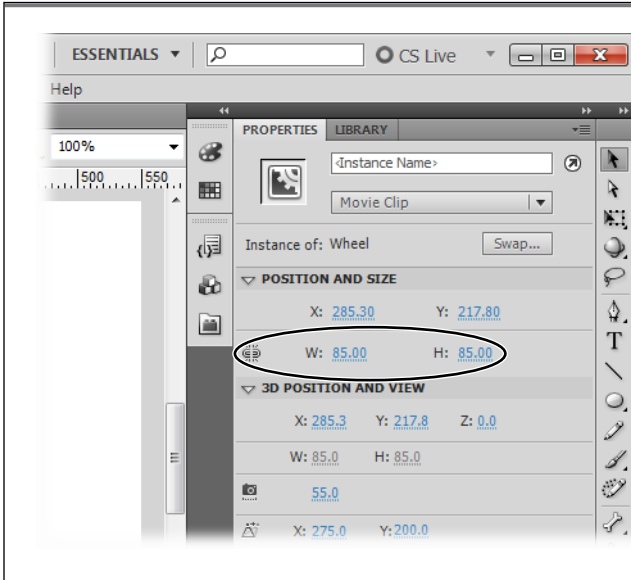 ESSENTIALS CS Live
Help
PROPERTIES LIBRARY
100%
<Instance Name>
500 550
Movie Clip
Instance of: Wheel Swap...
POSITION AND SIZE
X: 285.30 Y: 217.80
W: 85.00 H: 85.00
3D POSITION AND VIEW
X: 285.3 Y: 217.8 Z: 0.0
W: 85.0 H: 85.0
55.0
X: 275.0 Y: 200.0
T